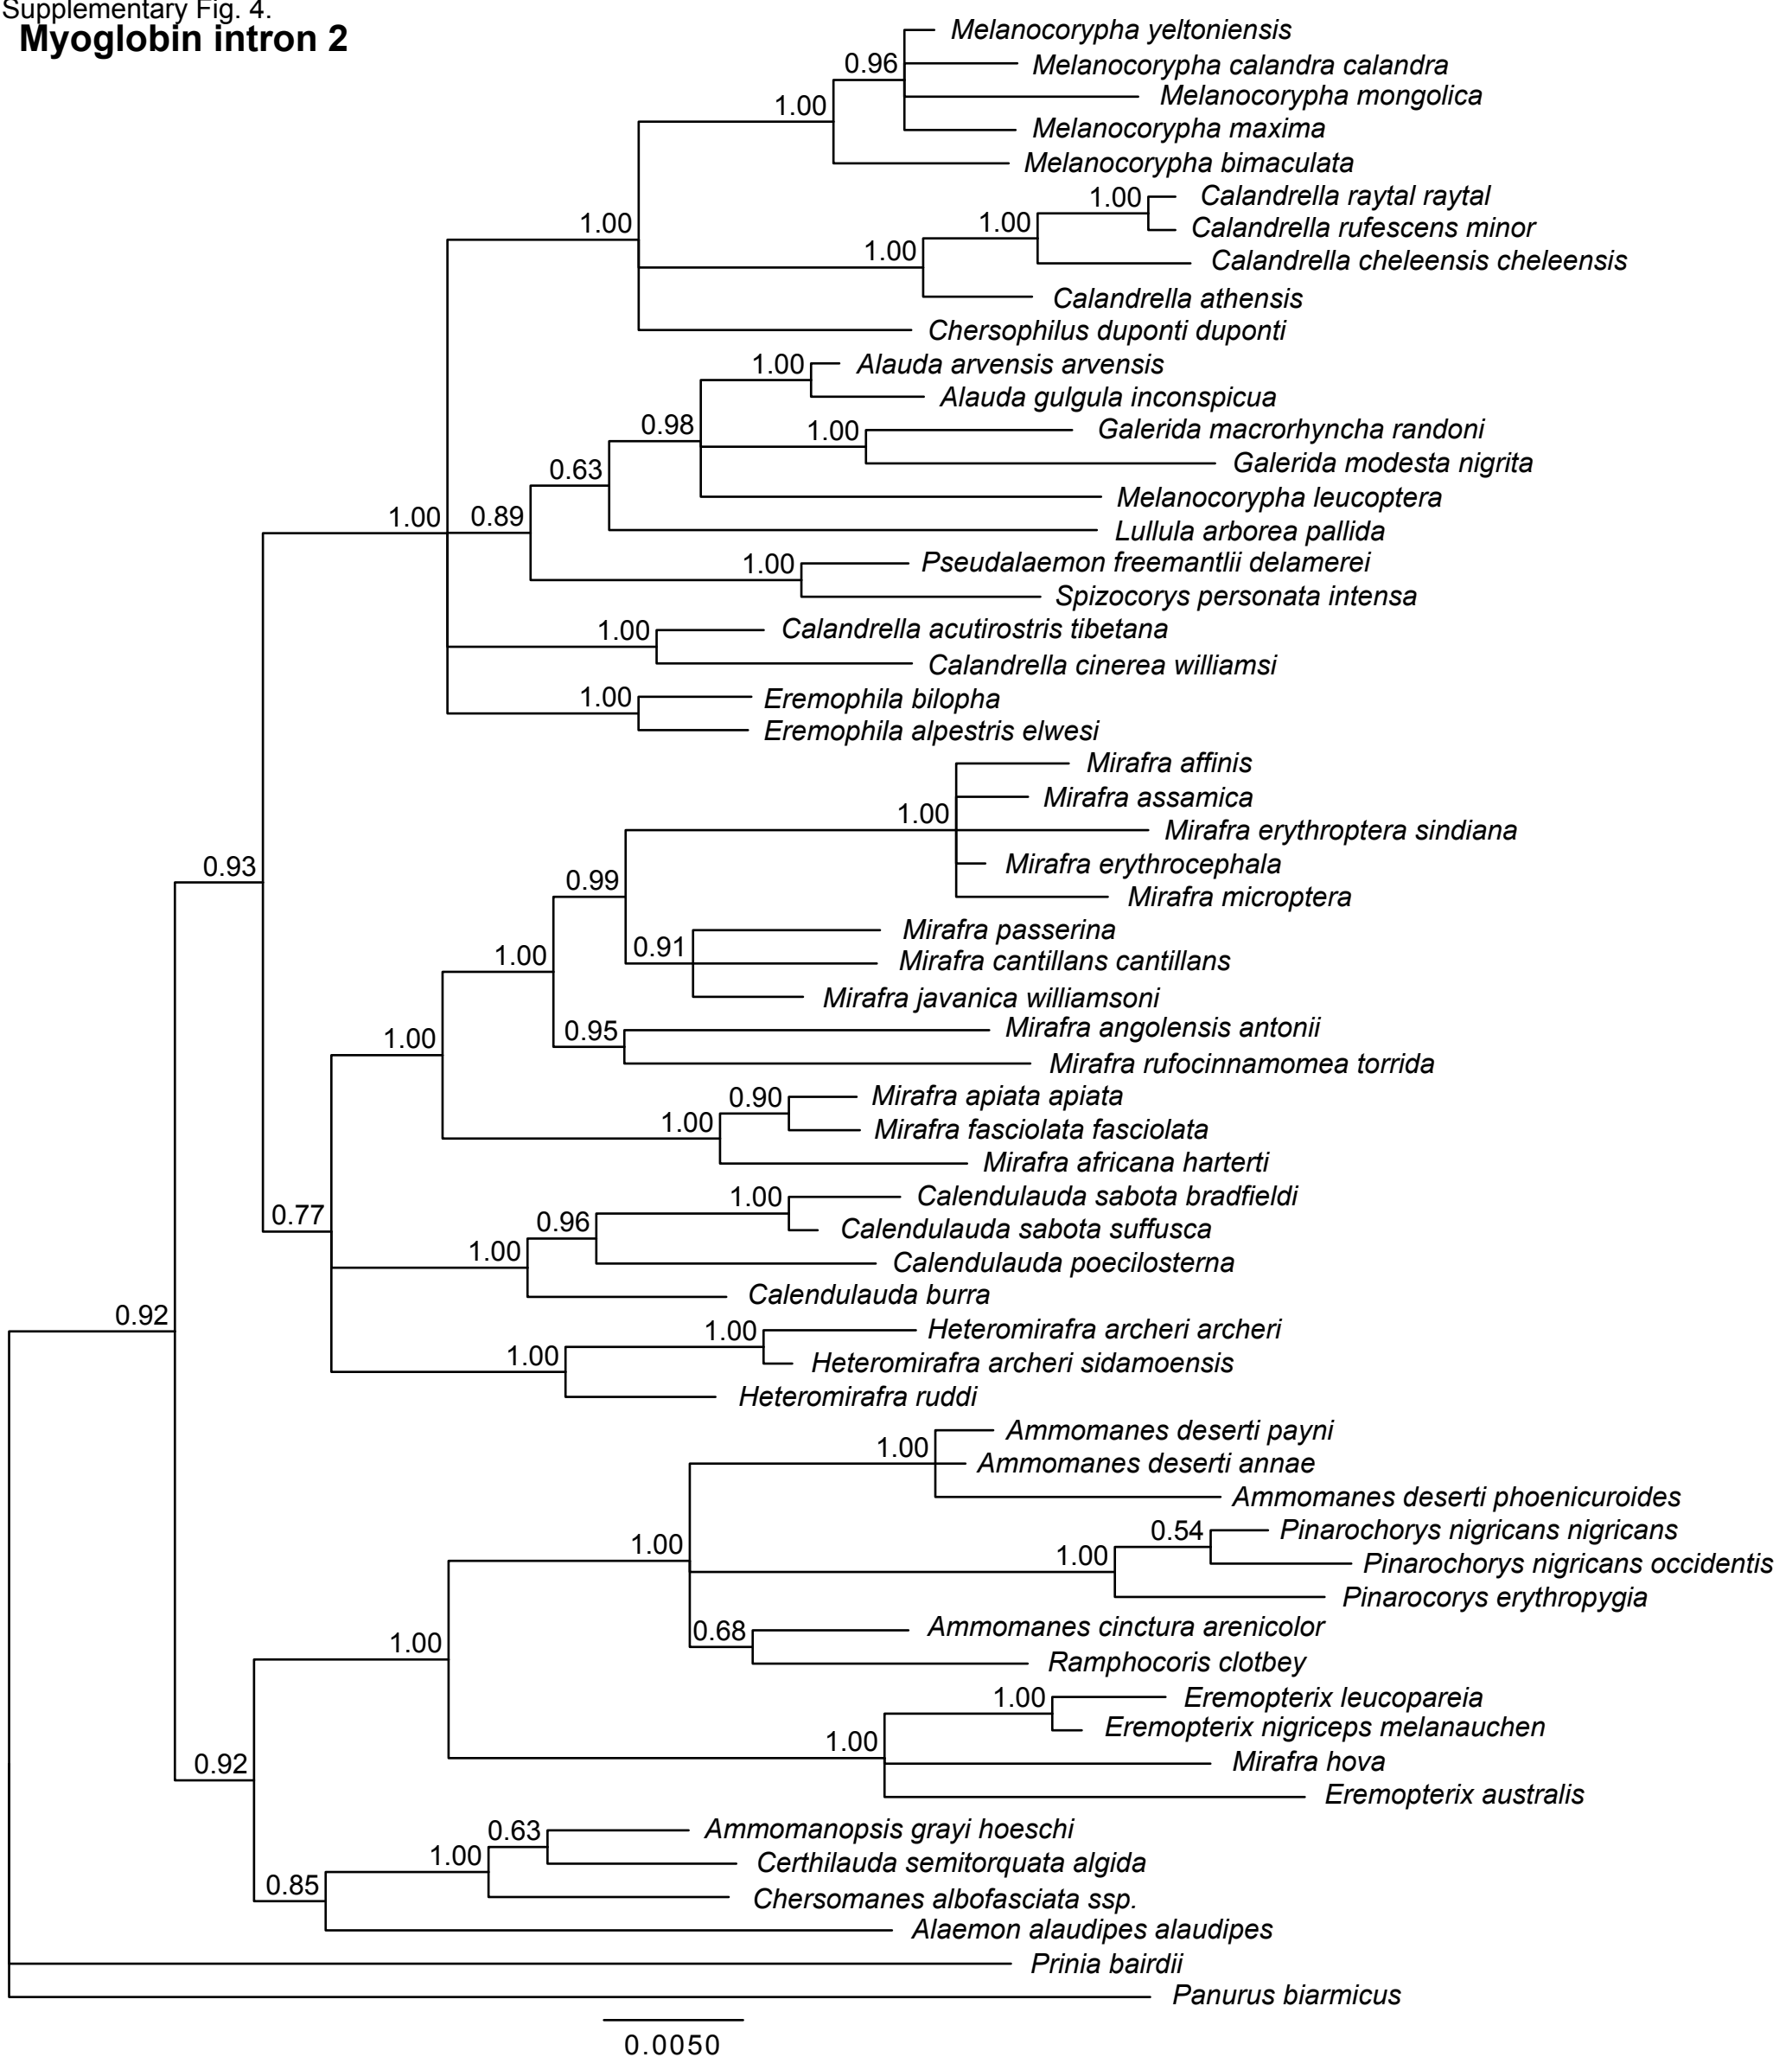 Supplementary Fig. 4.
Myoglobin intron 2
Melanocorypha yeltoniensis
0.96
Melanocorypha calandra calandra
Melanocorypha mongolica
1.00
Melanocorypha maxima
Melanocorypha bimaculata
1.00
Calandrella raytal raytal
1.00
1.00
Calandrella rufescens minor
1.00
Calandrella cheleensis cheleensis
Calandrella athensis
Chersophilus duponti duponti
1.00
Alauda arvensis arvensis
Alauda gulgula inconspicua
0.98
1.00
Galerida macrorhyncha randoni
0.63
Galerida modesta nigrita
Melanocorypha leucoptera
1.00
0.89
Lullula arborea pallida
1.00
Pseudalaemon freemantlii delamerei
Spizocorys personata intensa
1.00
Calandrella acutirostris tibetana
Calandrella cinerea williamsi
1.00
Eremophila bilopha
Eremophila alpestris elwesi
Mirafra affinis
Mirafra assamica
1.00
Mirafra erythroptera sindiana
0.93
Mirafra erythrocephala
0.99
Mirafra microptera
Mirafra passerina
1.00
0.91
Mirafra cantillans cantillans
Mirafra javanica williamsoni
1.00
0.95
Mirafra angolensis antonii
Mirafra rufocinnamomea torrida
0.90
Mirafra apiata apiata
1.00
Mirafra fasciolata fasciolata
Mirafra africana harterti
1.00
Calendulauda sabota bradfieldi
0.77
0.96
Calendulauda sabota suffusca
1.00
Calendulauda poecilosterna
Calendulauda burra
0.92
1.00
Heteromirafra archeri archeri
1.00
Heteromirafra archeri sidamoensis
Heteromirafra ruddi
Ammomanes deserti payni
1.00
Ammomanes deserti annae
Ammomanes deserti phoenicuroides
0.54
Pinarochorys nigricans nigricans
1.00
1.00
Pinarochorys nigricans occidentis
Pinarocorys erythropygia
1.00
0.68
Ammomanes cinctura arenicolor
Ramphocoris clotbey
1.00
Eremopterix leucopareia
Eremopterix nigriceps melanauchen
1.00
0.92
Mirafra hova
Eremopterix australis
0.63
Ammomanopsis grayi hoeschi
1.00
Certhilauda semitorquata algida
0.85
Chersomanes albofasciata ssp.
Alaemon alaudipes alaudipes
Prinia bairdii
Panurus biarmicus
0.0050